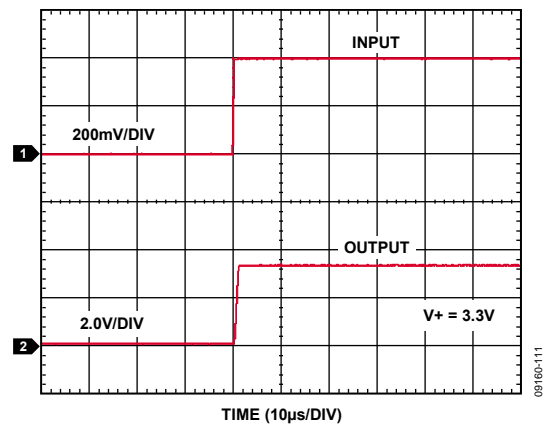 INPUT
200mV/DIV
1
OUTPUT
2.0V/DIV
V+ = 3.3V
2
TIME (10µs/DIV)
09160-111